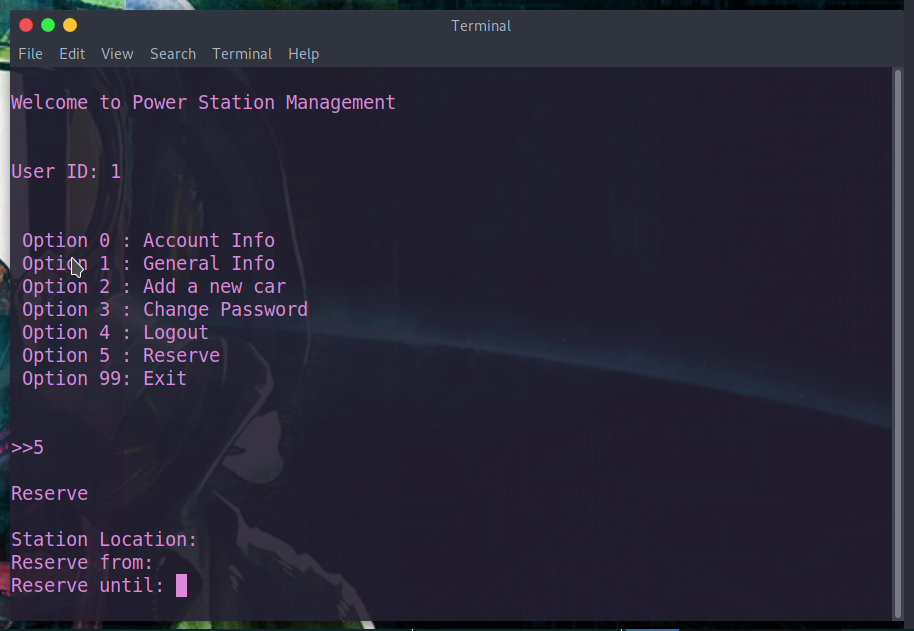 Terminal
File Edit View Search Terminal Help
Welcome to Power Station Management
User ID: 1
Option 0 : Account Info
Option 1 : General Info
Option 2 : Add a new car
Option 3 : Change Password
Option 4 : Logout
Option 5 : Reserve
Option 99: Exit
>>5
Reserve
Station Location:
Reserve from:
Reserve until: